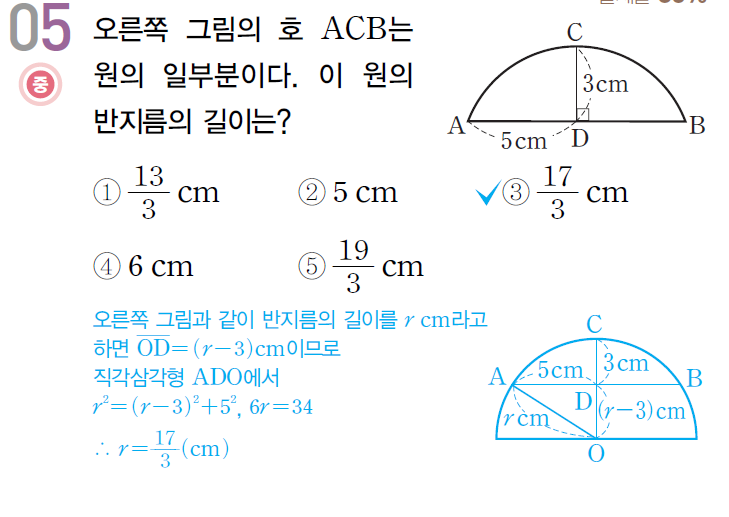 05
중
오른쪽 그림의 호 ACB는
원의 일부분이다. 이 원의
반지름의 길이는?
C
3cm
A
B
5cm
D
① 13/3 cm
② 5 cm
③ 17/3 cm
④ 6 cm
⑤ 19/3 cm
오른쪽 그림과 같이 반지름의 길이를 r cm라고
하면 OD=(r-3)cm이므로
직각삼각형 ADO에서
r²=(r-3)²+5², 6r=34
∴ r=17/3(cm)
C
5cm
3cm
A
B
D
(r-3)cm
rcm
O